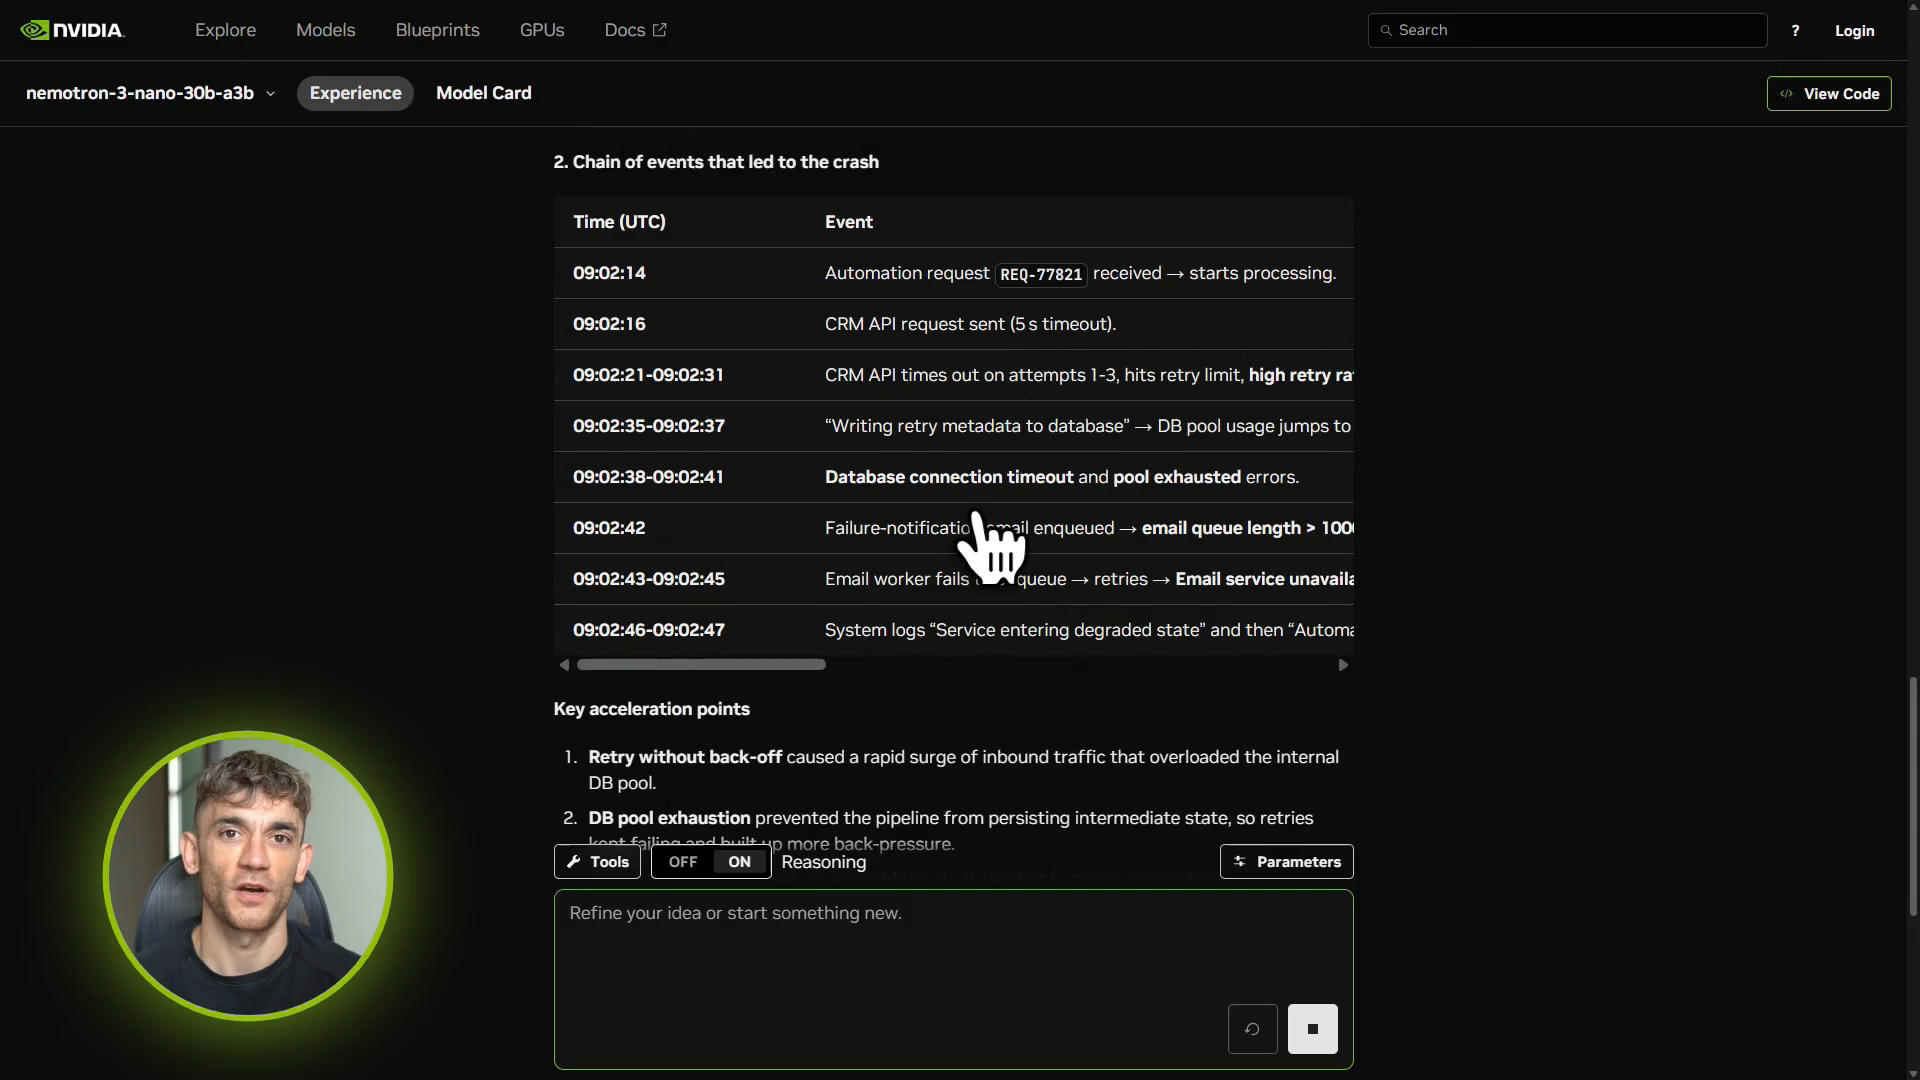 NVIDIA.
Explore
Models
Blueprints
GPUs
Docs
Search
?
Login
nemotron-3-nano-30b-a3b
Experience
Model Card
View Code
2. Chain of events that led to the crash
Time (UTC) Event
09:02:14 Automation request REQ-77821 received → starts processing.
09:02:16 CRM API request sent (5 s timeout).
09:02:21-09:02:31 CRM API times out on attempts 1-3, hits retry limit, high retry
09:02:35-09:02:37 “Writing retry metadata to database” → DB pool usage jumps to
09:02:38-09:02:41 Database connection timeout and pool exhausted errors.
09:02:42 enqueued → email queue length >
09:02:43-09:02:45 Email worker fails queue → retries → Email service
09:02:46-09:02:47 System logs “Service entering degraded state” and then
Key acceleration points
1. Retry without back-off caused a rapid surge of inbound traffic that overloaded the internal
DB pool.
2. DB pool exhaustion prevented the pipeline from persisting intermediate state, so retries
kept failing and built up more back-pressure.
Tools
OFF ON Reasoning
Parameters
Refine your idea or start something new.